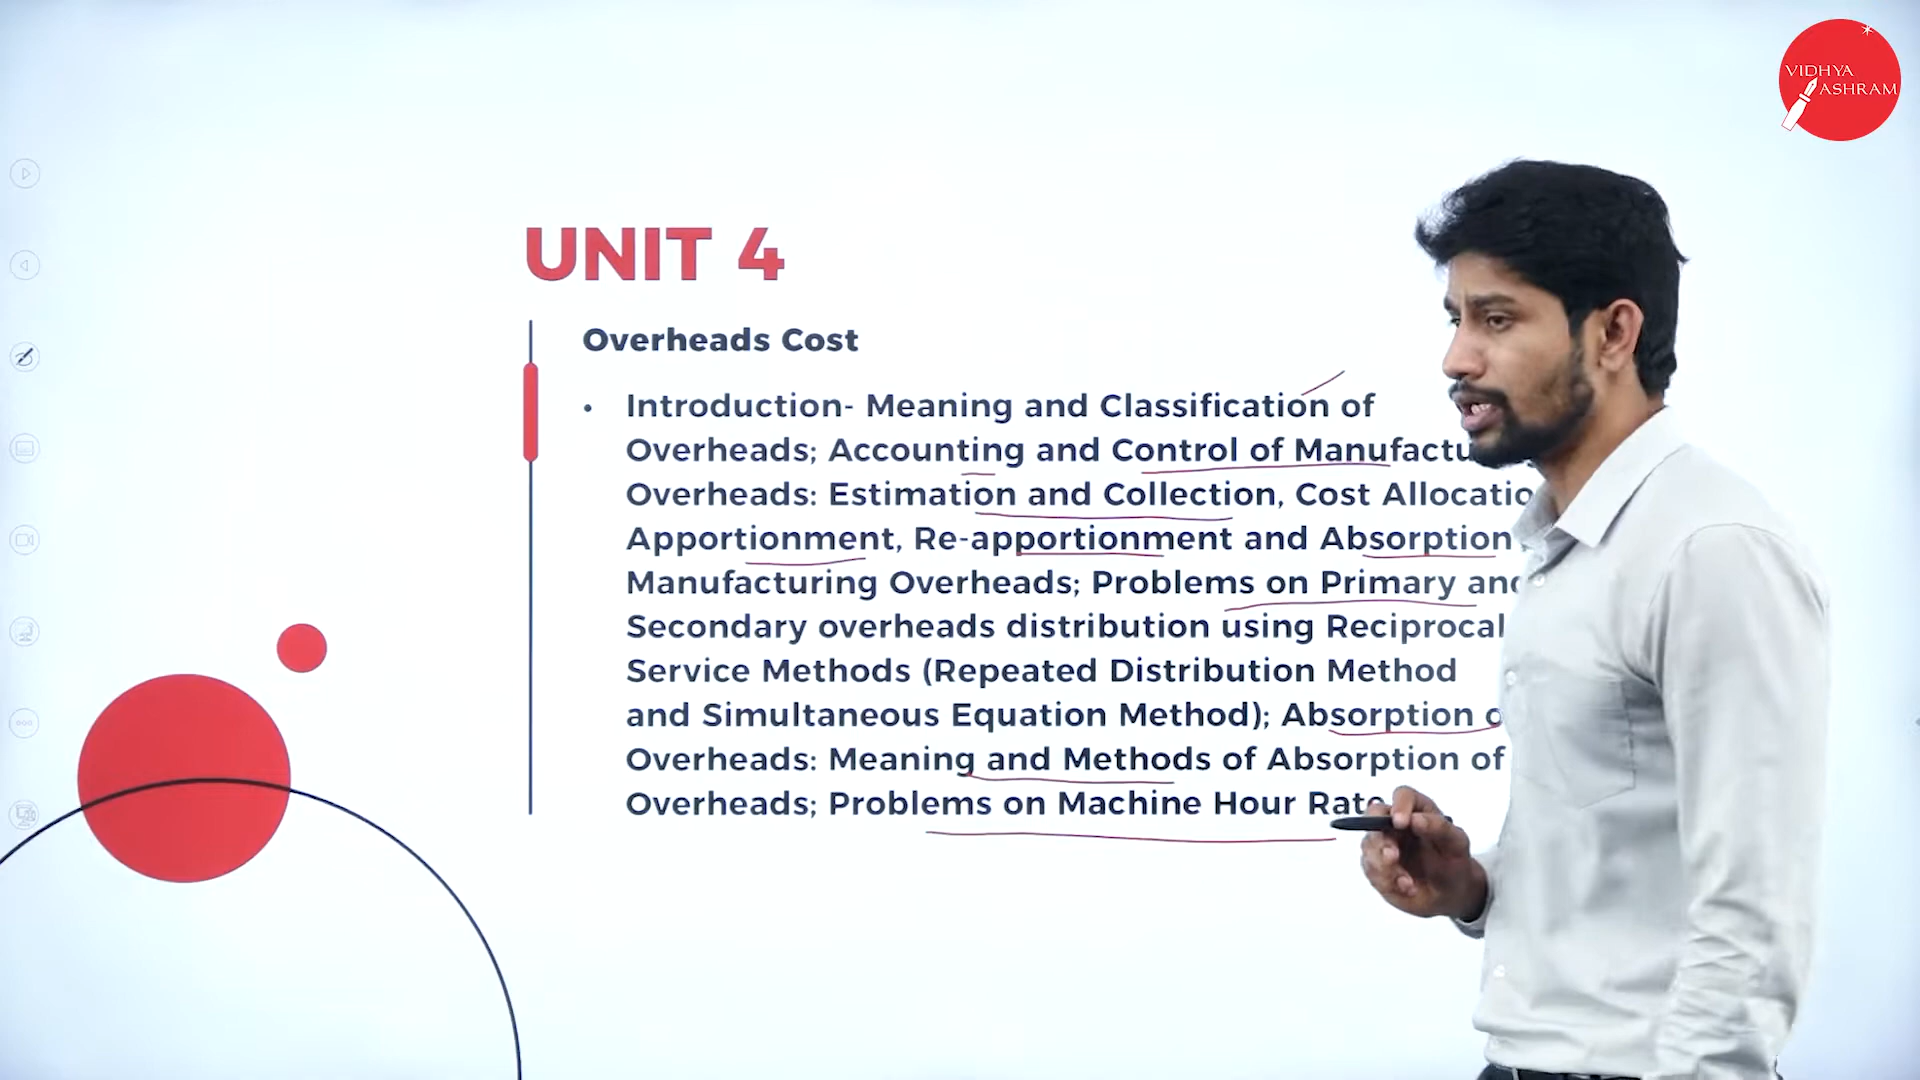 VIDHYA
ASHRAM
UNIT 4
Overheads Cost
• Introduction- Meaning and Classification of
Overheads; Accounting and Control of
Overheads: Estimation and Collection, Cost
Apportionment, Re-apportionment and Absorption
Manufacturing Overheads; Problems on Primary
Secondary overheads distribution using Reciprocal
Service Methods (Repeated Distribution Method
and Simultaneous Equation Method); Absorption
Overheads: Meaning and Methods of Absorption of
Overheads; Problems on Machine Hour Rate